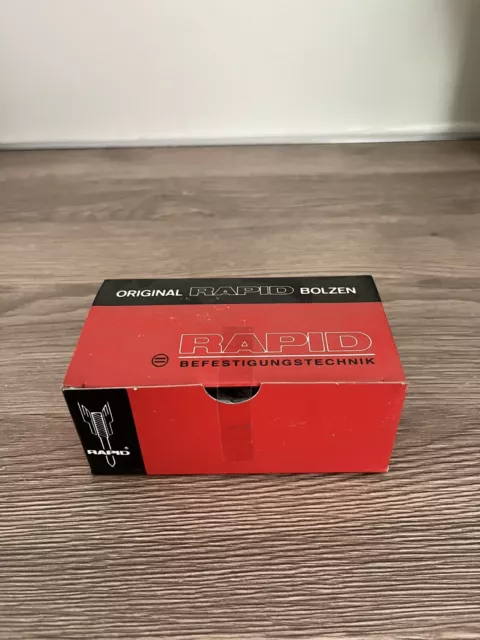 ORIGINAL RAPID BOLZEN
RAPID
BEFESTIGUNGSTECHNIK
RAPID®